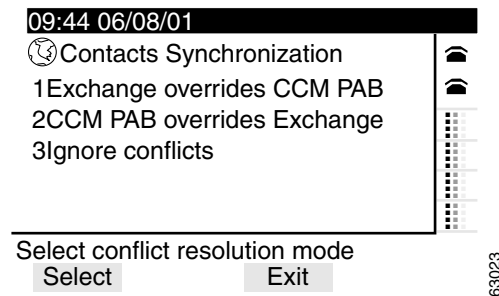 09:44 06/08/01
Contacts Synchronization
1Exchange overrides CCM PAB
2CCM PAB overrides Exchange
3Ignore conflicts
Select conflict resolution mode
Select Exit
63023